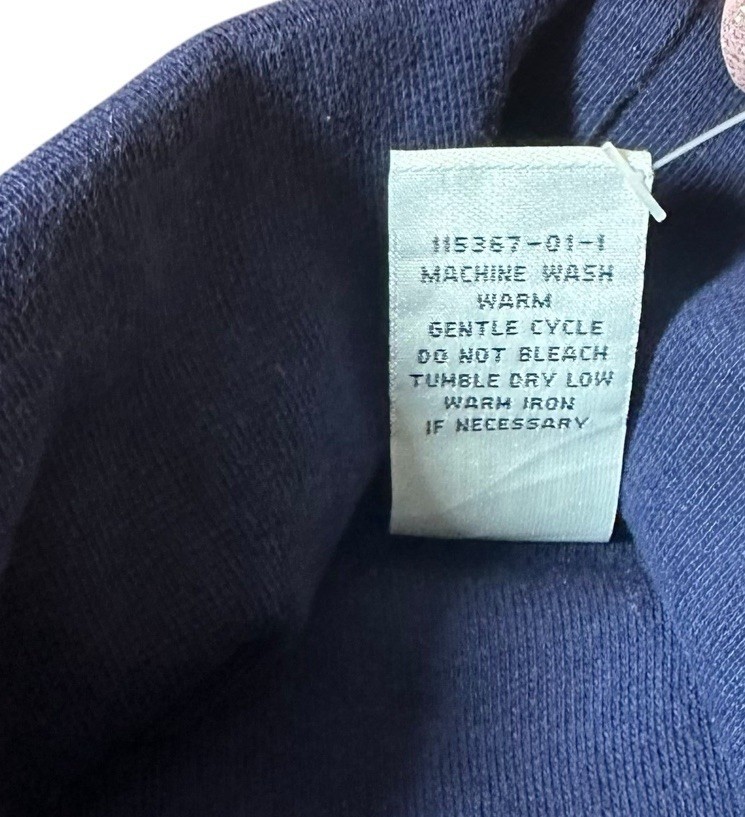 115367-01-1
MACHINE WASH
WARM
GENTLE CYCLE
DO NOT BLEACH
TUMBLE DRY LOW
WARM IRON
IF NECESSARY